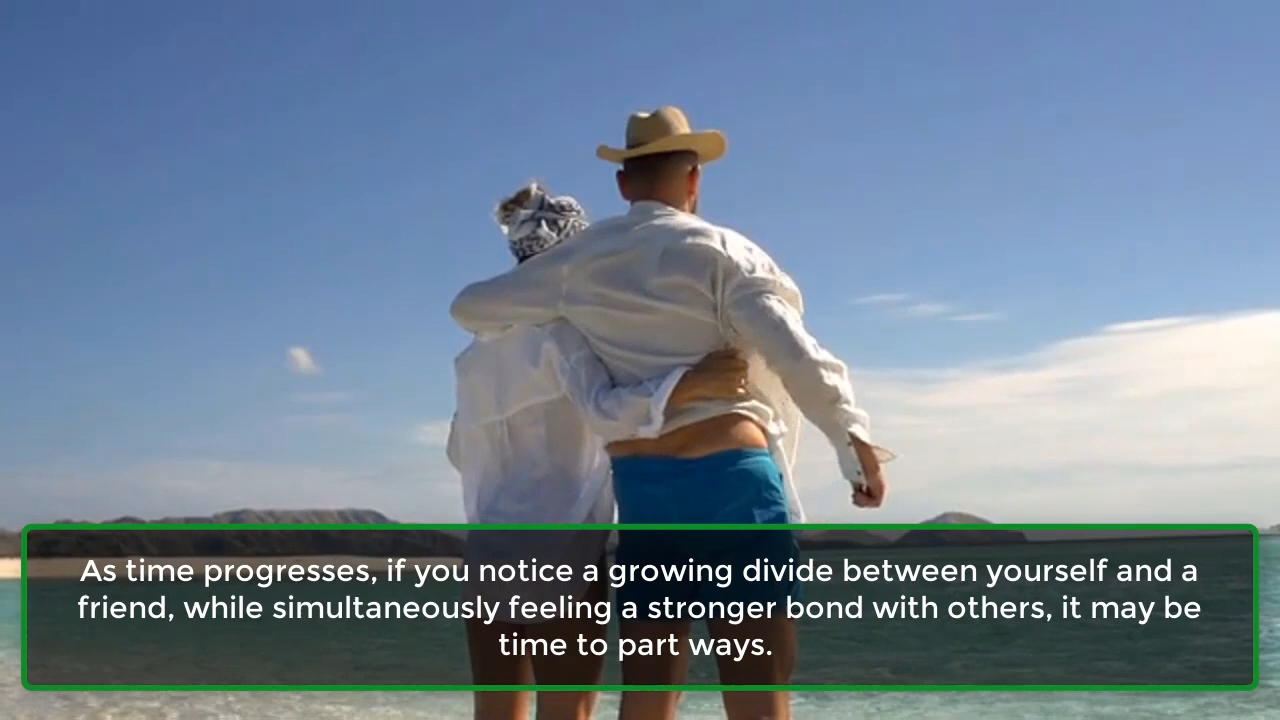 As time progresses, if you notice a growing divide between yourself and a
friend, while simultaneously feeling a stronger bond with others, it may be
time to part ways.